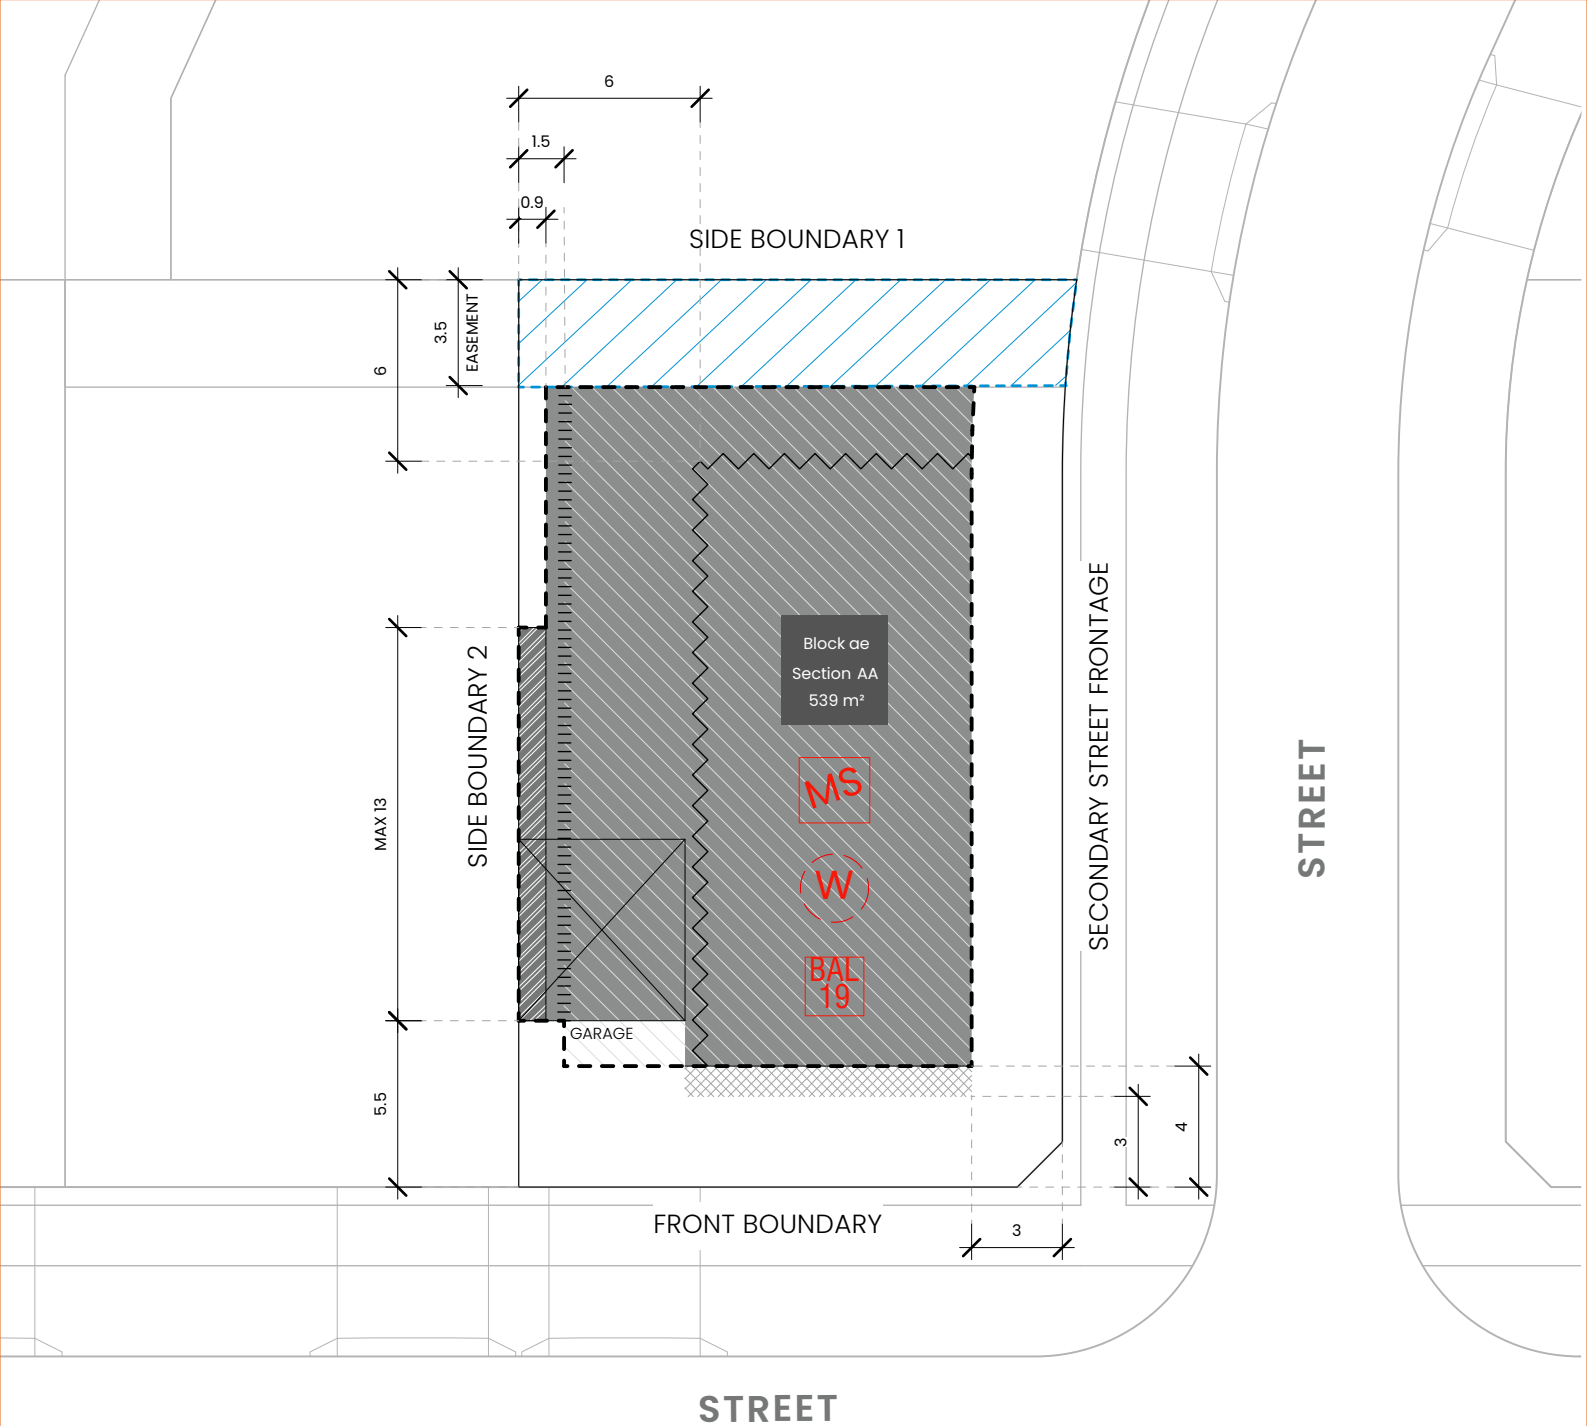 6
1.5
0.9
SIDE BOUNDARY 1
3.5
EASEMENT
6
SECONDARY STREET FRONTAGE
Block ae
Section AA
539 m²
SIDE BOUNDARY 2
STREET
MS
MAX 13
W
BAL
19
GARAGE
5.5
4
3
FRONT BOUNDARY
3
STREET